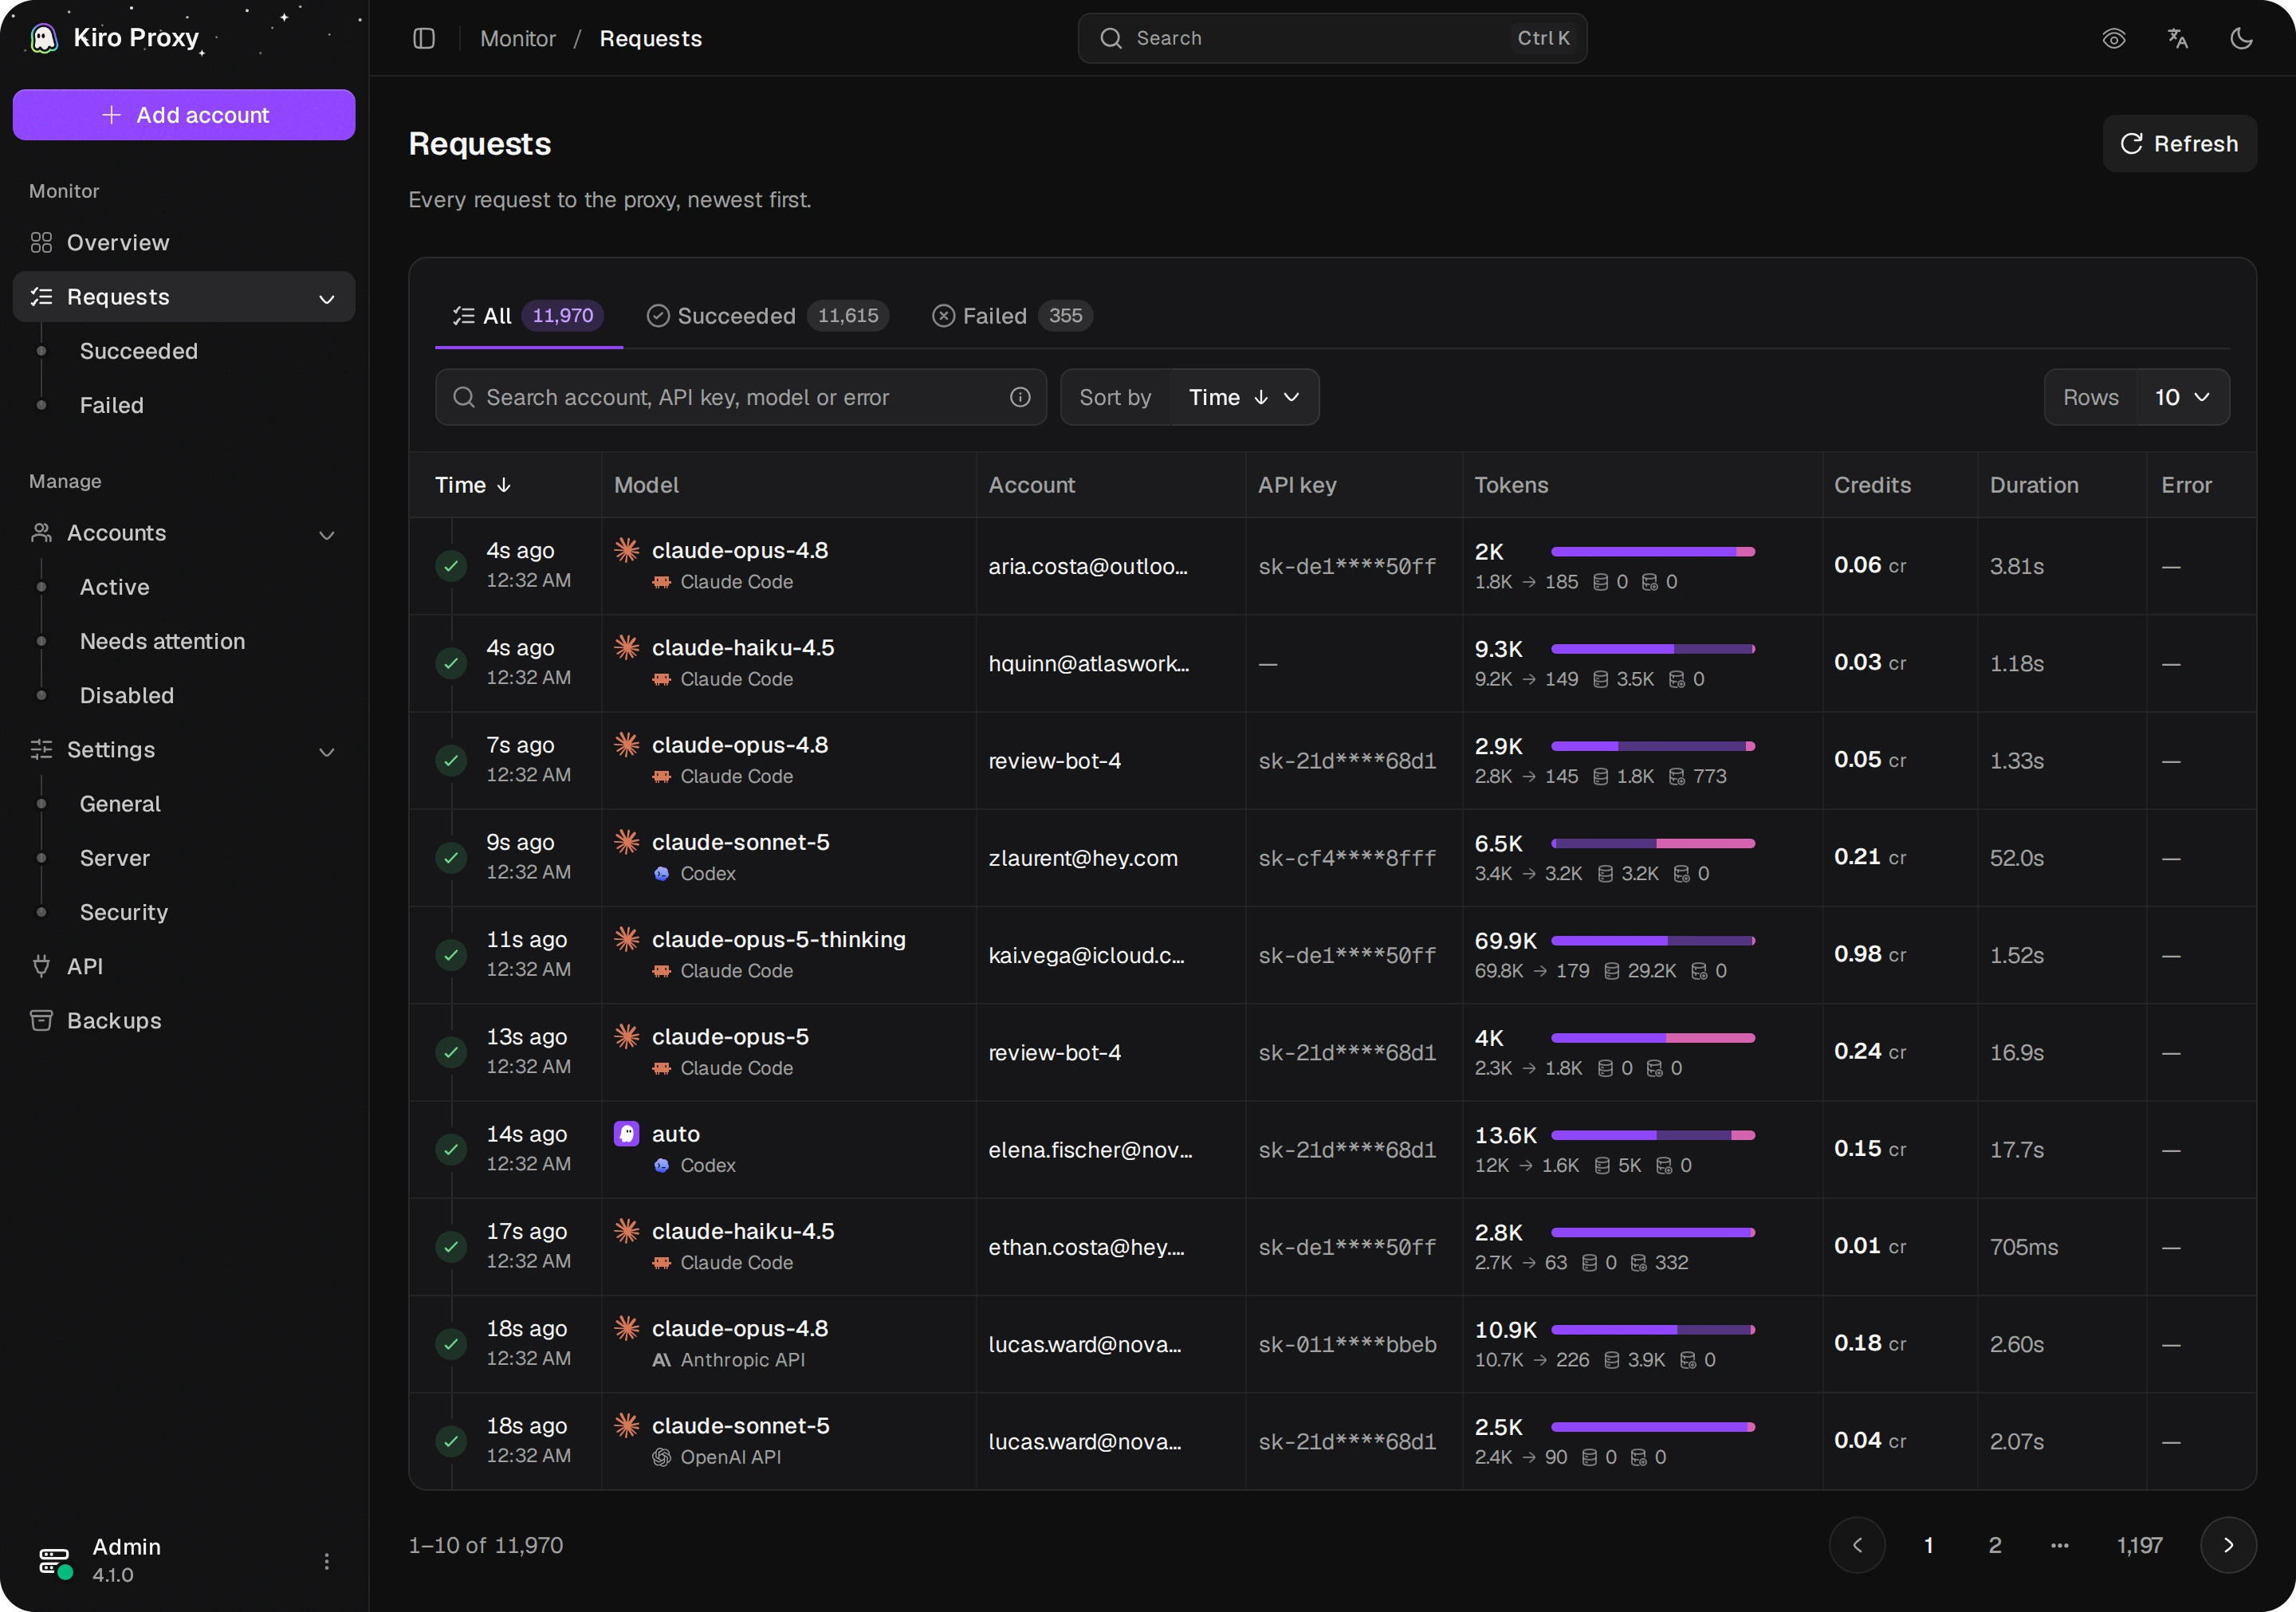 Kiro Proxy
Monitor / Requests
Search Ctrl K
Add account
Monitor
Overview
Requests
Succeeded
Failed
Manage
Accounts
Active
Needs attention
Disabled
Settings
General
Server
Security
API
Backups
Admin
4.1.0
Requests
Refresh
Every request to the proxy, newest first.
All 11,970 Succeeded 11,615 Failed 355
Search account, API key, model or error Sort by Time Rows 10
Time Model Account API key Tokens Credits Duration Error
4s ago claude-opus-4.8 2K
aria.costa@outloo... sk-de1****50ff 0.06 cr 3.81s —
12:32 AM Claude Code 1.8K → 185 0 0
4s ago claude-haiku-4.5 9.3K
hquinn@atlaswork... — 0.03 cr 1.18s —
12:32 AM Claude Code 9.2K → 149 3.5K 0
7s ago claude-opus-4.8 2.9K
review-bot-4 sk-21d****68d1 0.05 cr 1.33s —
12:32 AM Claude Code 2.8K → 145 1.8K 773
9s ago claude-sonnet-5 6.5K
zlaurent@hey.com sk-cf4****8fff 0.21 cr 52.0s —
12:32 AM Codex 3.4K → 3.2K 3.2K 0
11s ago claude-opus-5-thinking 69.9K
kai.vega@icloud.c... sk-de1****50ff 0.98 cr 1.52s —
12:32 AM Claude Code 69.8K → 179 29.2K 0
13s ago claude-opus-5 4K
review-bot-4 sk-21d****68d1 0.24 cr 16.9s —
12:32 AM Claude Code 2.3K → 1.8K 0 0
14s ago auto 13.6K
elena.fischer@nov... sk-21d****68d1 0.15 cr 17.7s —
12:32 AM Codex 12K → 1.6K 5K 0
17s ago claude-haiku-4.5 2.8K
ethan.costa@hey.... sk-de1****50ff 0.01 cr 705ms —
12:32 AM Claude Code 2.7K → 63 0 332
18s ago claude-opus-4.8 10.9K
lucas.ward@nova... sk-011****bbeb 0.18 cr 2.60s —
12:32 AM Anthropic API 10.7K → 226 3.9K 0
18s ago claude-sonnet-5 2.5K
lucas.ward@nova... sk-21d****68d1 0.04 cr 2.07s —
12:32 AM OpenAI API 2.4K → 90 0 0
1–10 of 11,970 1 2 ••• 1,197